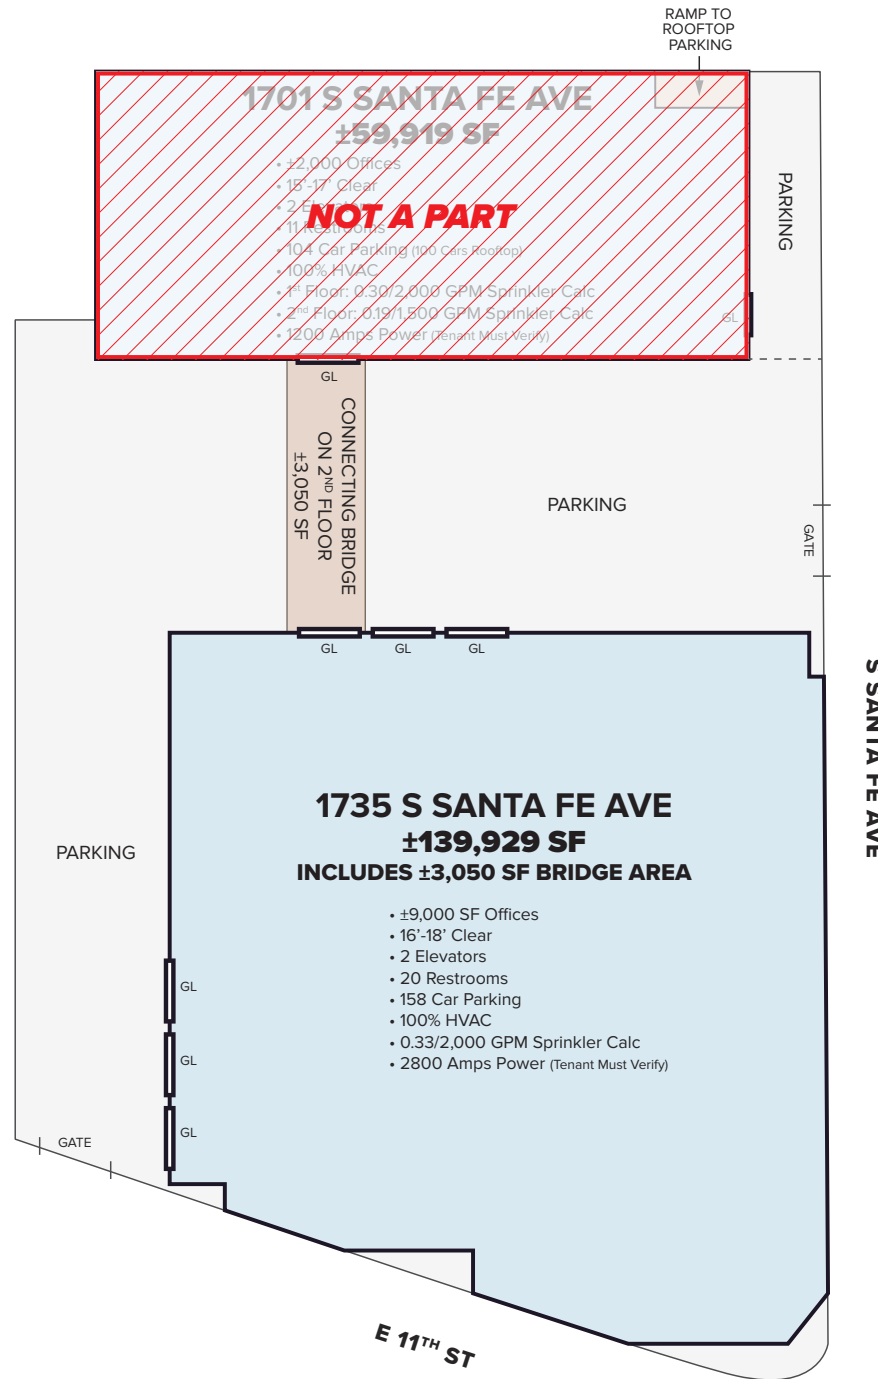 RAMP TO
ROOFTOP
PARKING
1701 S SANTA FE AVE
±59,919 SF
• ±2,000 Offices
• 15'-17' Clear
• 2 Elevators
NOT A PART
• 11 Restrooms
• 104 Car Parking (100 Cars Rooftop)
• 100% HVAC
• 1st Floor: 0.30/2,000 GPM Sprinkler Calc
• 2nd Floor: 0.19/1,500 GPM Sprinkler Calc
• 1200 Amps Power (Tenant Must Verify)
GL
PARKING
GL
CONNECTING BRIDGE
ON 2ND FLOOR
±3,050 SF
PARKING
GATE
GL
GL
GL
S SANTA FE AVE
1735 S SANTA FE AVE
±139,929 SF
INCLUDES ±3,050 SF BRIDGE AREA
PARKING
• ±9,000 SF Offices
• 16'-18' Clear
• 2 Elevators
• 20 Restrooms
• 158 Car Parking
• 100% HVAC
• 0.33/2,000 GPM Sprinkler Calc
• 2800 Amps Power (Tenant Must Verify)
GL
GL
GL
GATE
E 11TH ST